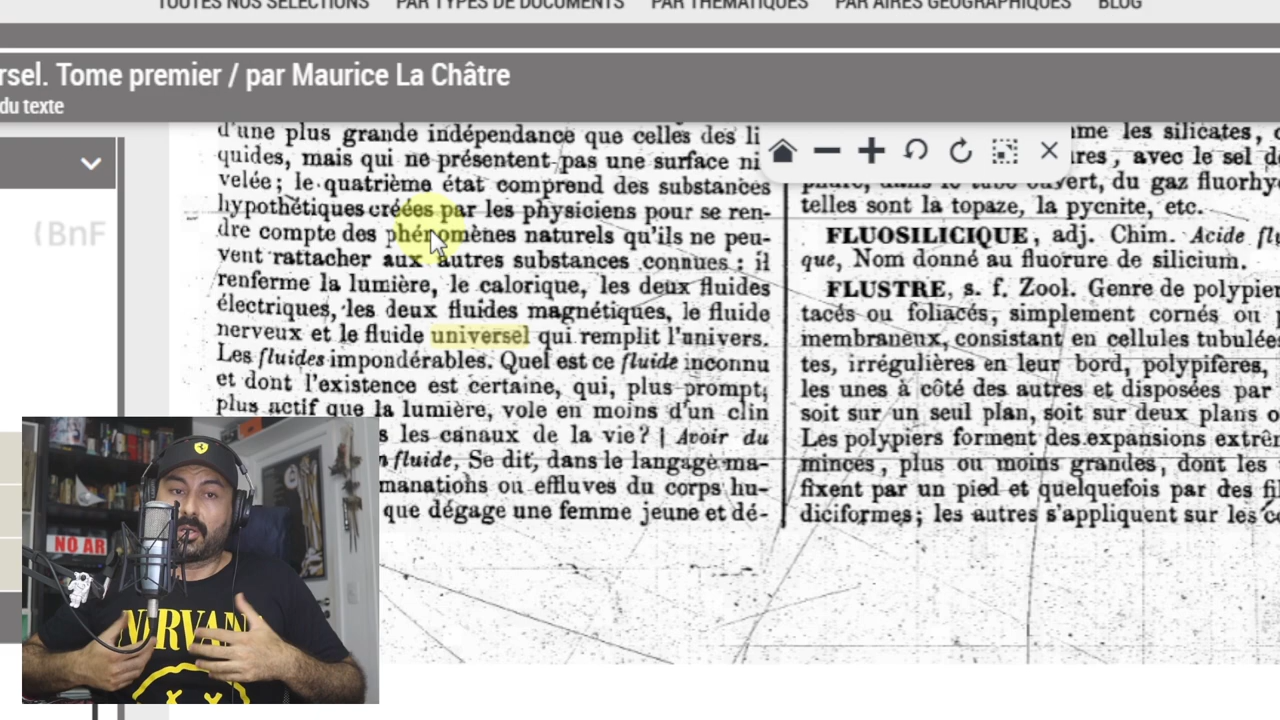 TOUTES NOS SÉLECTIONS PAR TYPES DE DOCUMENTS PAR THÉMATIQUES PAR AIRES GÉOGRAPHIQUES BLOG
rsel. Tome premier / par Maurice La Châtre
du texte
(BnF
d'une plus grande indépendance que celles des li
quides, mais qui ne présentent pas une surface ni
velée; le quatrième état comprend des substances
hypothétiques créées par les physiciens pour se ren-
dre compte des phénomènes naturels qu'ils ne peu-
vent rattacher aux autres substances connues : il
renferme la lumière, le calorique, les deux fluides
électriques, les deux fluides magnétiques, le fluide
nerveux et le fluide universel qui remplit l'univers.
Les fluides impondérables. Quel est ce fluide inconnu
et dont l'existence est certaine, qui, plus prompt,
plus actif que la lumière, vole en moins d'un clin
s les canaux de la vie? | Avoir du
fluide, Se dit, dans le langage ma-
manations ou effluves du corps hu-
que dégage une femme jeune et dé-
me les silicates,
res, avec le sel d
vert, du gaz fluorhy
telles sont la topaze, la pycnite, etc.
FLUOSILICIQUE, adj. Chim. Acide flu
que, Nom donné au fluorure de silicium.
FLUSTRE, s. f. Zool. Genre de polypier
tacés ou foliacés, simplement cornés ou
membraneux, consistant en cellules tubulée
tes, irrégulières en leur bord, polypifères,
les unes à côté des autres et disposées par
soit sur un seul plan, soit sur deux plans o
Les polypiers forment des expansions extrêm
minces, plus ou moins grandes, dont les
fixent par un pied et quelquefois par des fil
diciformes; les autres s'appliquent sur les co
NO AR
NIRVAN